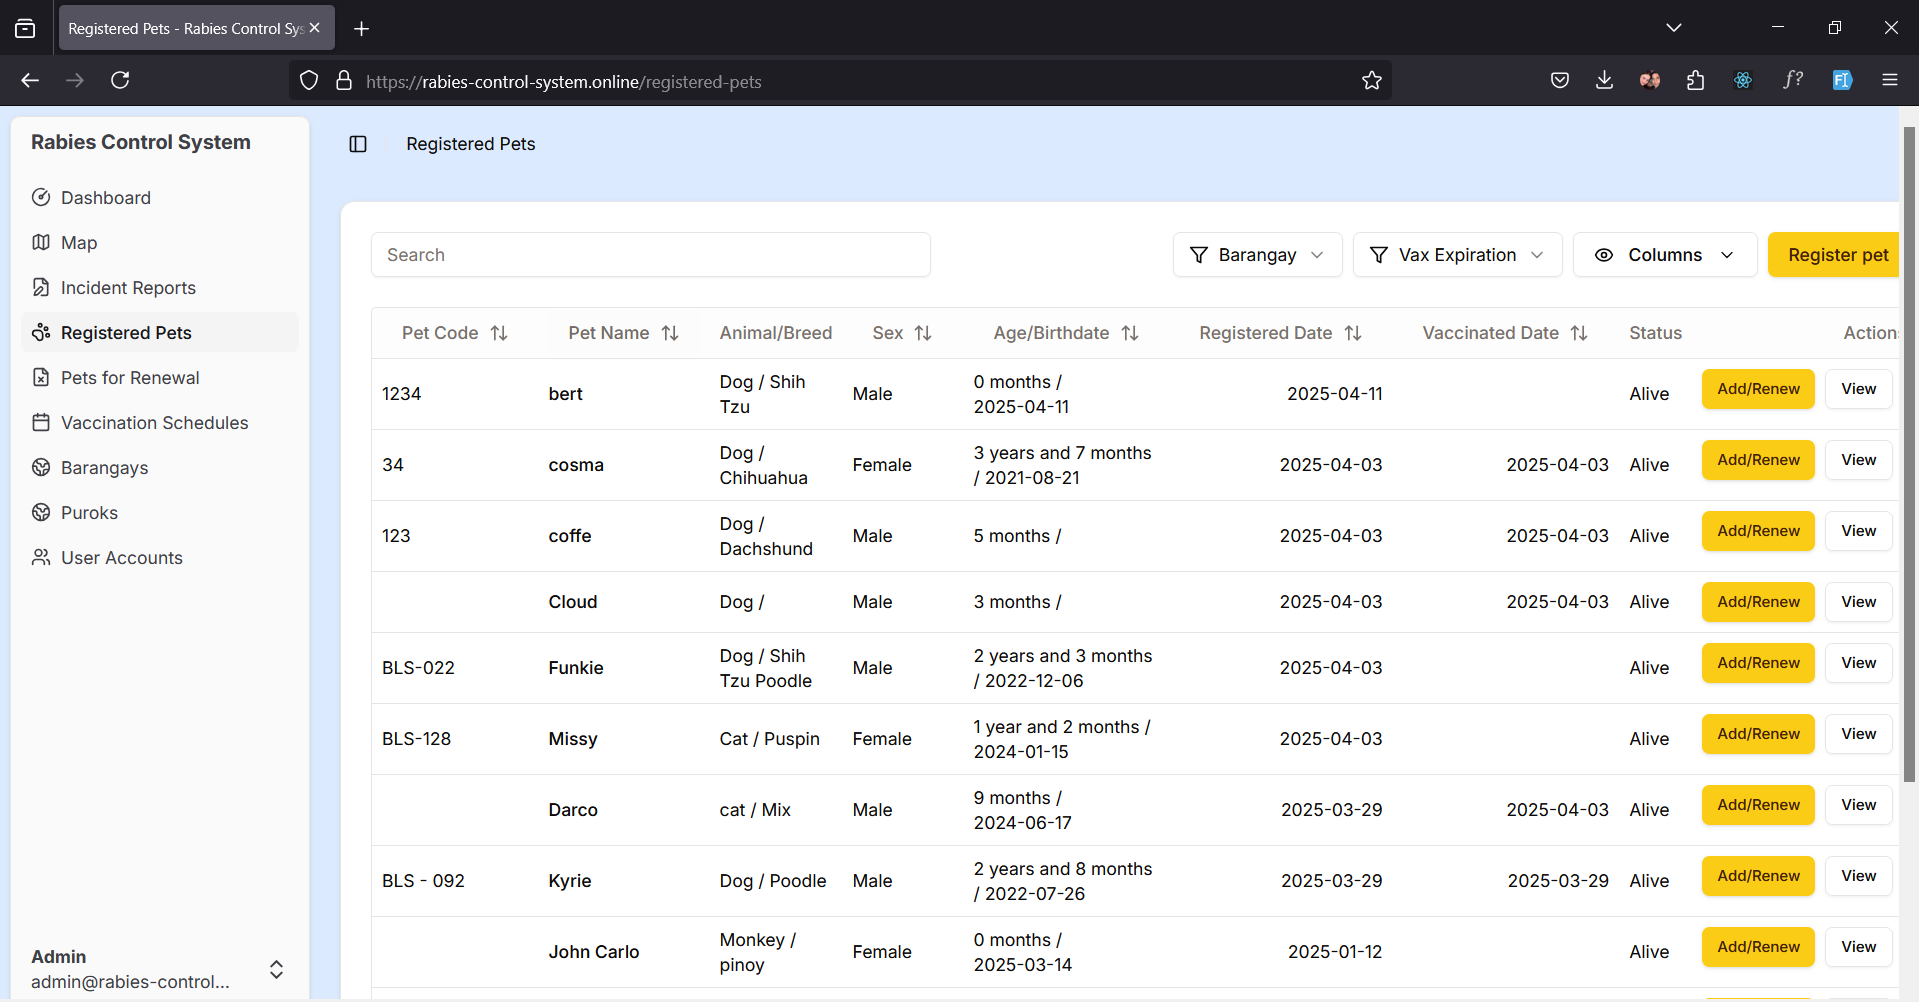 Registered Pets - Rabies Control Sys
https://rabies-control-system.online/registered-pets
f?
FI
Rabies Control System
Dashboard
Map
Incident Reports
Registered Pets
Pets for Renewal
Vaccination Schedules
Barangays
Puroks
User Accounts
Admin
admin@rabies-control...
Registered Pets
Search
Barangay
Vax Expiration
Columns
Register pet
Pet Code Pet Name Animal/Breed Sex Age/Birthdate Registered Date Vaccinated Date Status Actions
1234 bert Dog / Shih Tzu Male 0 months / 2025-04-11 2025-04-11 Alive Add/Renew View
34 cosma Dog / Chihuahua Female 3 years and 7 months / 2021-08-21 2025-04-03 2025-04-03 Alive Add/Renew View
123 coffe Dog / Dachshund Male 5 months / 2025-04-03 2025-04-03 Alive Add/Renew View
Cloud Dog / Male 3 months / 2025-04-03 2025-04-03 Alive Add/Renew View
BLS-022 Funkie Dog / Shih Tzu Poodle Male 2 years and 3 months / 2022-12-06 2025-04-03 Alive Add/Renew View
BLS-128 Missy Cat / Puspin Female 1 year and 2 months / 2024-01-15 2025-04-03 Alive Add/Renew View
Darco cat / Mix Male 9 months / 2024-06-17 2025-03-29 2025-04-03 Alive Add/Renew View
BLS - 092 Kyrie Dog / Poodle Male 2 years and 8 months / 2022-07-26 2025-03-29 2025-03-29 Alive Add/Renew View
John Carlo Monkey / pinoy Female 0 months / 2025-03-14 2025-01-12 Alive Add/Renew View